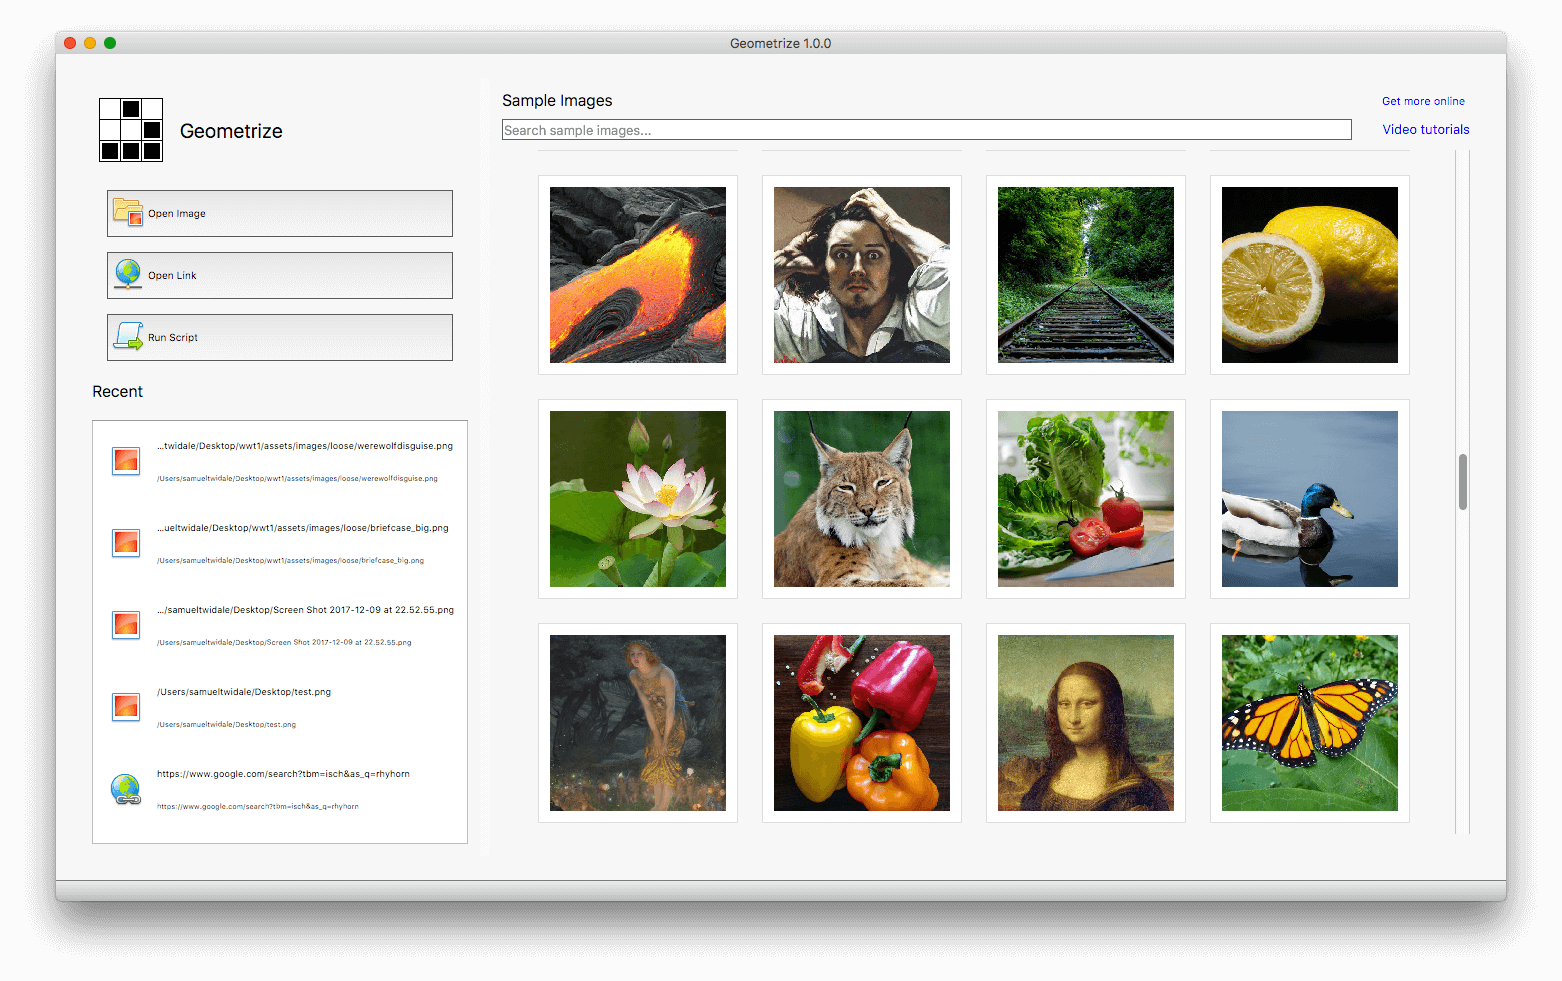 Geometrize 1.0.0
Geometrize
Open Image
Open Link
Run Script
Recent
...twidale/Desktop/wwt1/assets/images/loose/werewolfdisguise.png
/Users/samueltwidale/Desktop/wwt1/assets/images/loose/werewolfdisguise.png
...ueltwidale/Desktop/wwt1/assets/images/loose/briefcase_big.png
/Users/samueltwidale/Desktop/wwt1/assets/images/loose/briefcase_big.png
.../samueltwidale/Desktop/Screen Shot 2017-12-09 at 22.52.55.png
/Users/samueltwidale/Desktop/Screen Shot 2017-12-09 at 22.52.55.png
/Users/samueltwidale/Desktop/test.png
/Users/samueltwidale/Desktop/test.png
https://www.google.com/search?tbm=isch&as_q=rhyhorn
https://www.google.com/search?tbm=isch&as_q=rhyhorn
Sample Images
Get more online
Search sample images...
Video tutorials